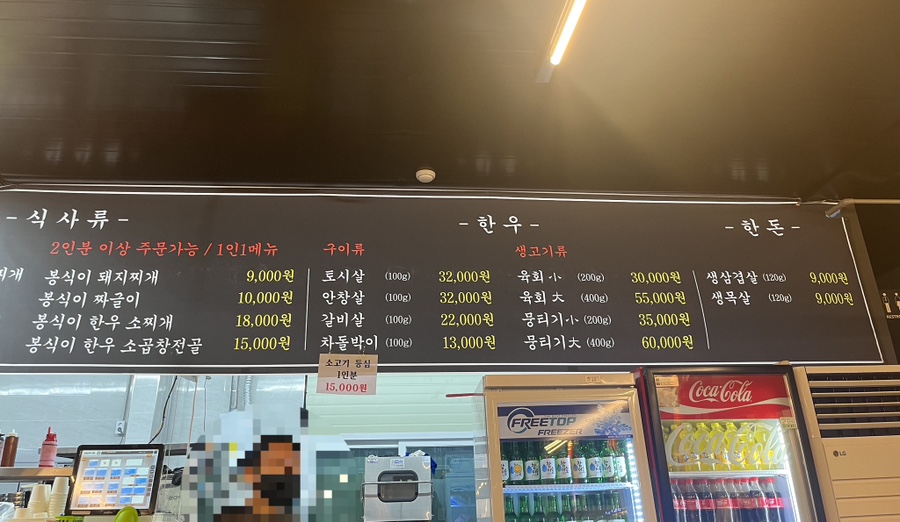 - 식사류 -
2인분 이상 주문가능 / 1인1메뉴
찌개
봉식이 돼지찌개 9,000원
봉식이 짜글이 10,000원
봉식이 한우 소찌개 18,000원
봉식이 한우 소곱창전골 15,000원
- 한우 -
구이류
토시살 (100g) 32,000원
안창살 (100g) 32,000원
갈비살 (100g) 22,000원
차돌박이 (100g) 13,000원
소고기 등심
1인분
15,000원
생고기류
육회 小 (200g) 30,000원
육회 大 (400g) 55,000원
뭉티기 小 (200g) 35,000원
뭉티기 大 (400g) 60,000원
- 한돈 -
생삼겹살 (120g) 9,000원
생목살 (120g) 9,000원
FREETOP
FREEZER
Coca-Cola
Coca-Cola
LG